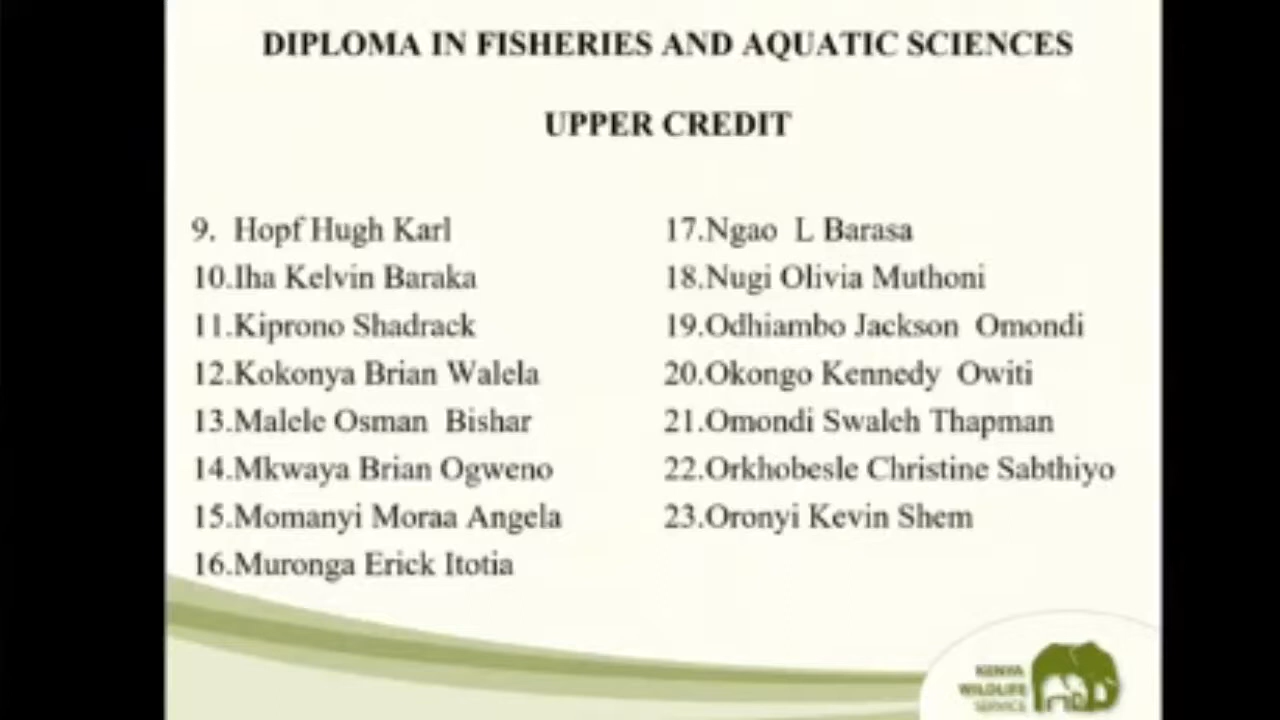 DIPLOMA IN FISHERIES AND AQUATIC SCIENCES
UPPER CREDIT
9. Hopf Hugh Karl
10.Iha Kelvin Baraka
11.Kiprono Shadrack
12.Kokonya Brian Walela
13.Malele Osman Bishar
14.Mkwaya Brian Ogweno
15.Momanyi Moraa Angela
16.Muronga Erick Itotia
17.Ngao L Barasa
18.Nugi Olivia Muthoni
19.Odhiambo Jackson Omondi
20.Okongo Kennedy Owiti
21.Omondi Swaleh Thapman
22.Orkhobesle Christine Sabthiyo
23.Oronyi Kevin Shem
KENYA
WILDLIFE
SERVICE